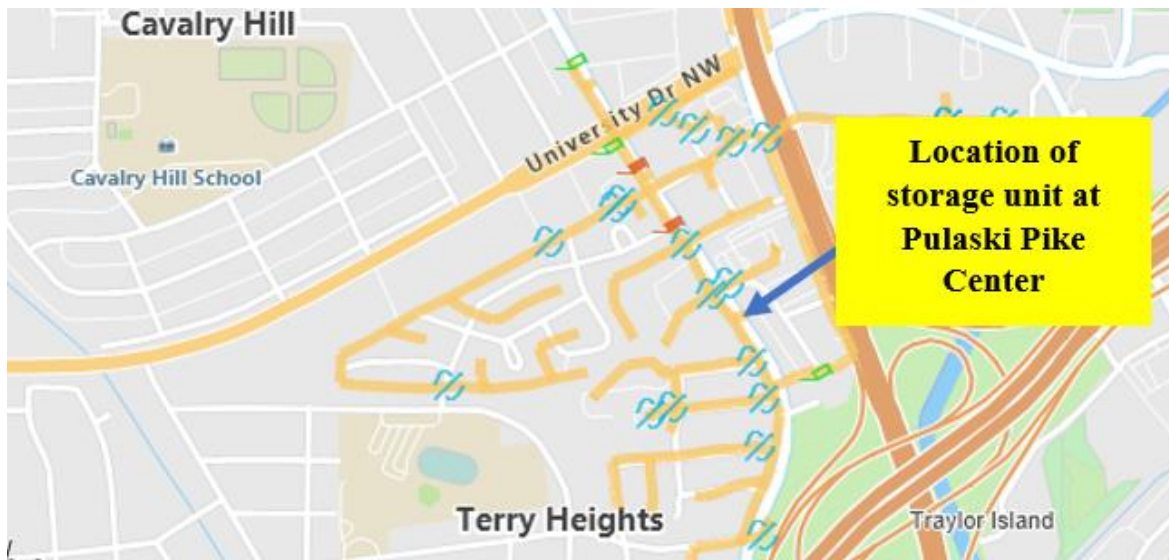 Cavalry Hill
University Dr NW
Cavalry Hill School
Location of
storage unit at
Pulaski Pike
Center
Terry Heights
Traylor Island